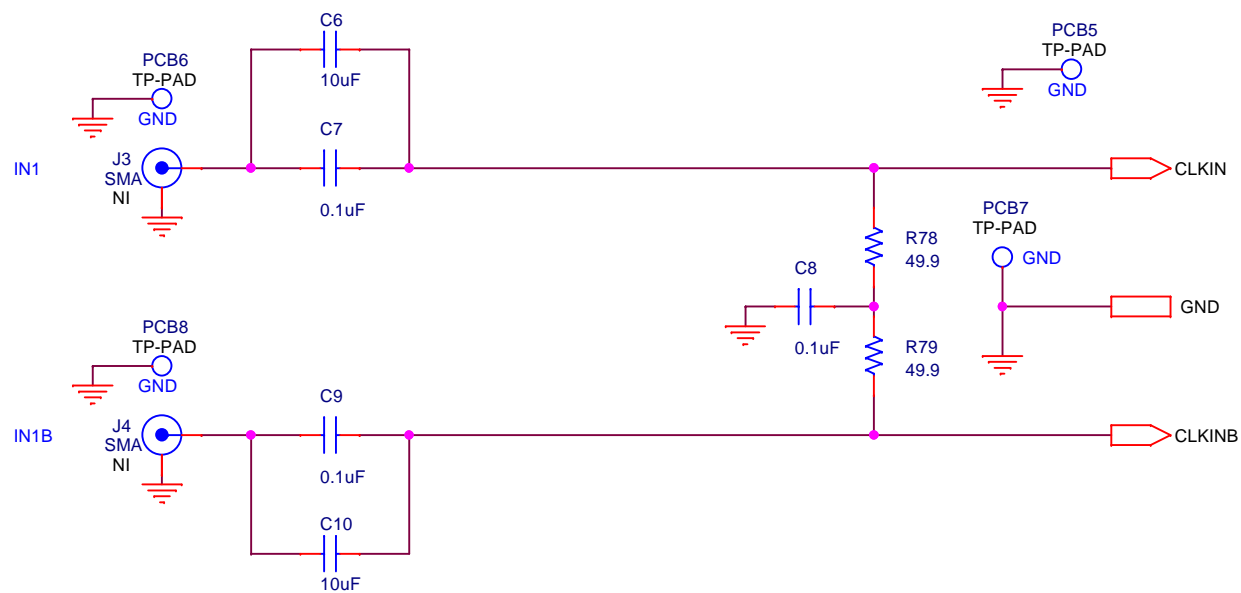 C6
10uF
PCB6
TP-PAD
GND
PCB5
TP-PAD
GND
C7
0.1uF
IN1
J3
SMA
NI
CLKIN
R78
49.9
PCB7
TP-PAD
GND
C8
0.1uF
GND
R79
49.9
PCB8
TP-PAD
GND
C9
0.1uF
IN1B
J4
SMA
NI
CLKINB
C10
10uF